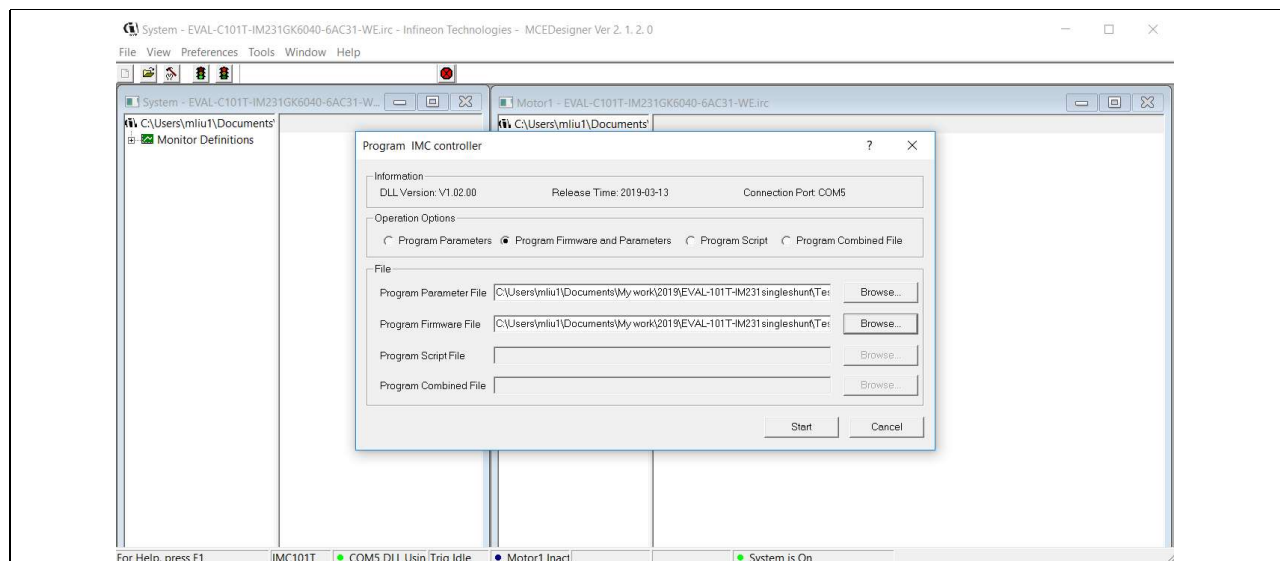 System - EVAL-C101T-IM231GK6040-6AC31-WE.irc - Infineon Technologies - MCEDesigner Ver 2. 1. 2. 0
File View Preferences Tools Window Help
System - EVAL-C101T-IM231GK6040-6AC31-W...
Motor1 - EVAL-C101T-IM231GK6040-6AC31-WE.irc
C:\Users\mliu1\Documents'
C:\Users\mliu1\Documents'
Monitor Definitions
Program IMC controller
Information
DLL Version: V1.02.00 Release Time: 2019-03-13 Connection Port: COM5
Operation Options
Program Parameters Program Firmware and Parameters Program Script Program Combined File
File
Program Parameter File C:\Users\mliu1\Documents\My work\2019\EVAL-101T-IM231singleshunt\Tes Browse...
Program Firmware File C:\Users\mliu1\Documents\My work\2019\EVAL-101T-IM231singleshunt\Tes Browse...
Program Script File Browse...
Program Combined File Browse...
Start Cancel
For Help, press F1 IMC101T COM5 DLL Usin Trig Idle Motor1 Inact System is On